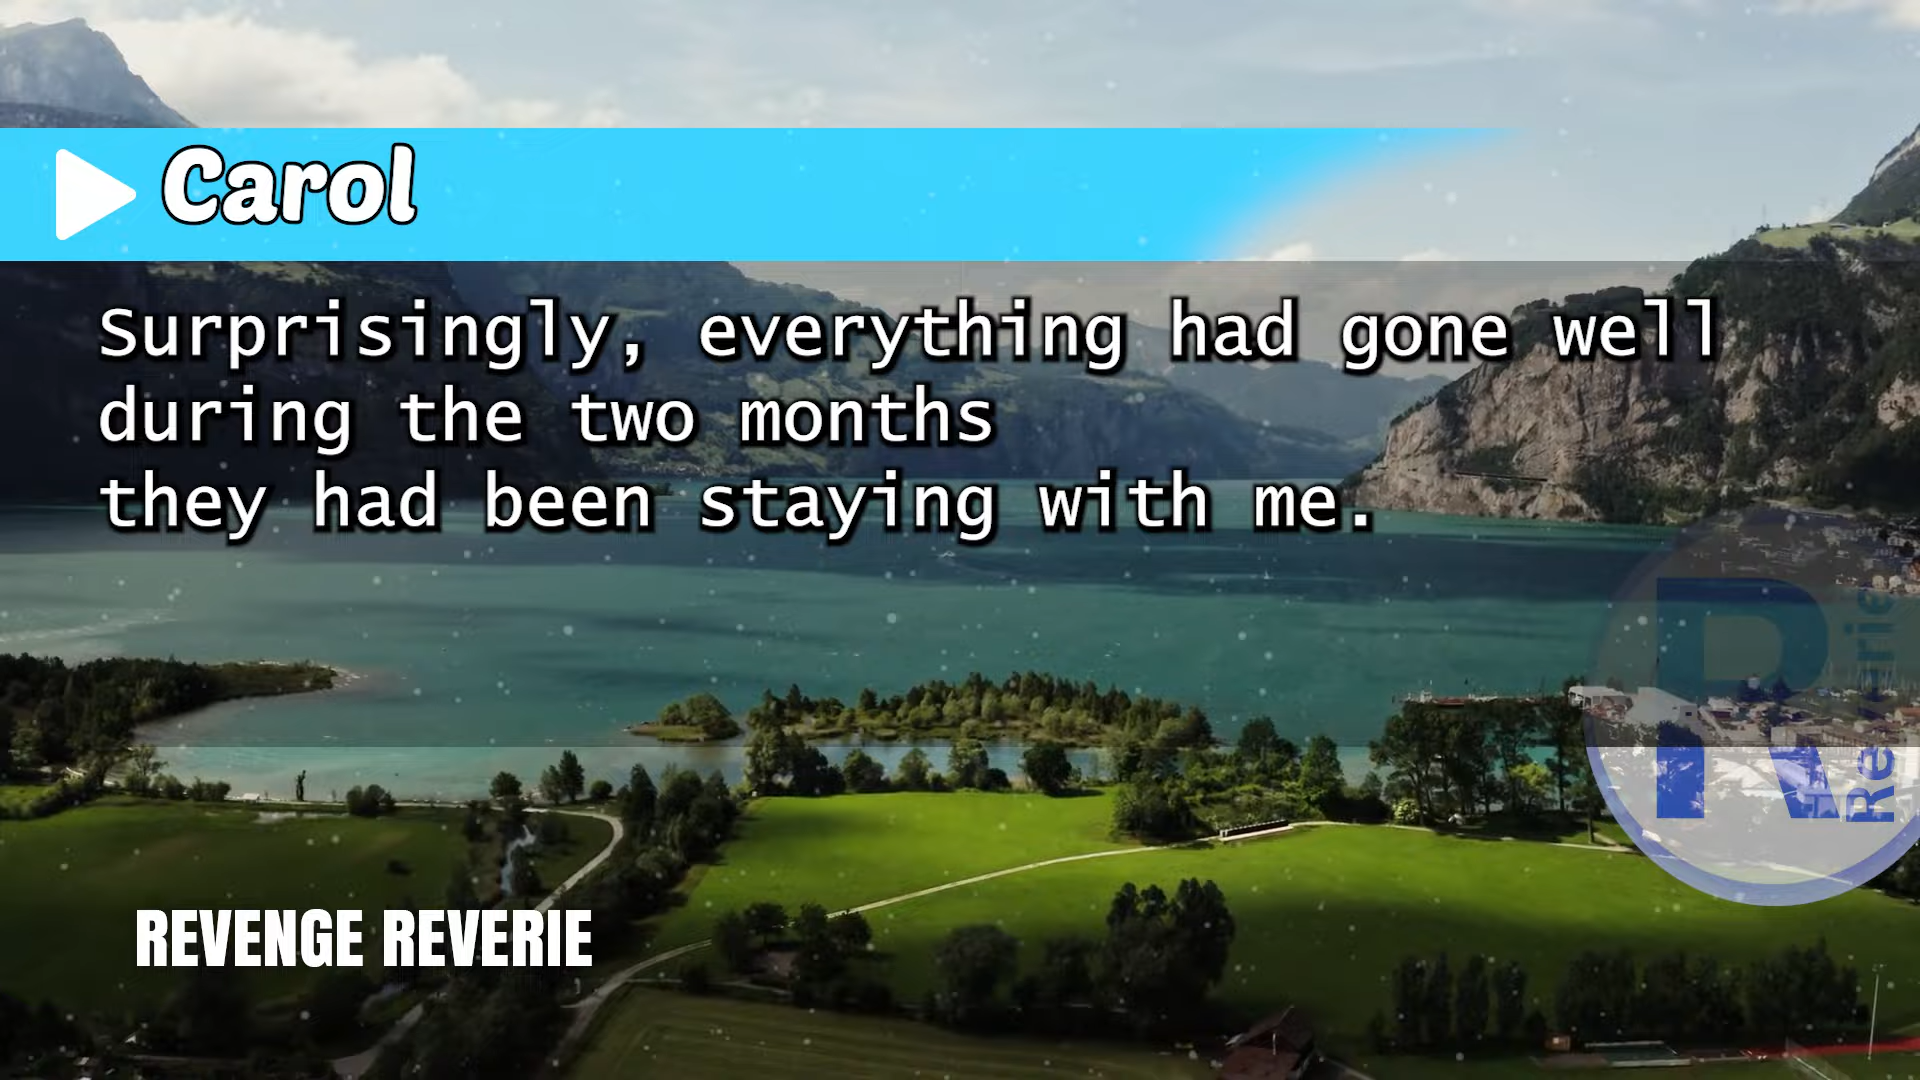 Carol
Surprisingly, everything had gone well
during the two months
they had been staying with me.
R
REVENGE REVERIE